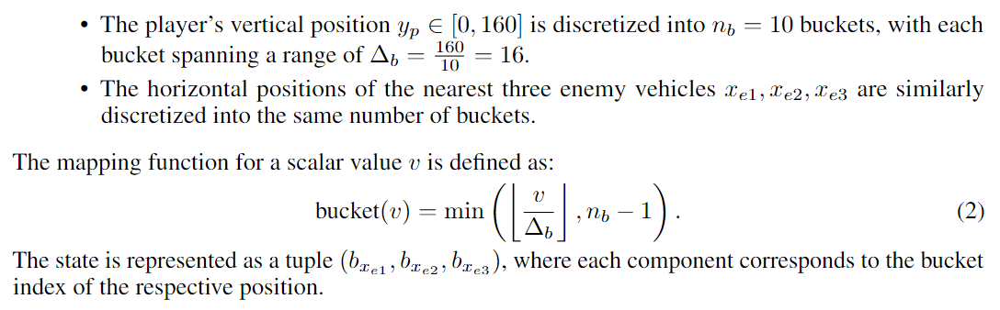 • The player's vertical position $y_p \in [0, 160]$ is discretized into $n_b = 10$ buckets, with each
bucket spanning a range of $\Delta_b = \frac{160}{10} = 16$.
• The horizontal positions of the nearest three enemy vehicles $x_{e1}, x_{e2}, x_{e3}$ are similarly
discretized into the same number of buckets.
The mapping function for a scalar value $v$ is defined as:
$\text{bucket}(v) = \min\left(\left\lfloor \frac{v}{\Delta_b} \right\rfloor, n_b - 1\right).$ (2)
The state is represented as a tuple $(b_{x_{e1}}, b_{x_{e2}}, b_{x_{e3}})$, where each component corresponds to the bucket
index of the respective position.